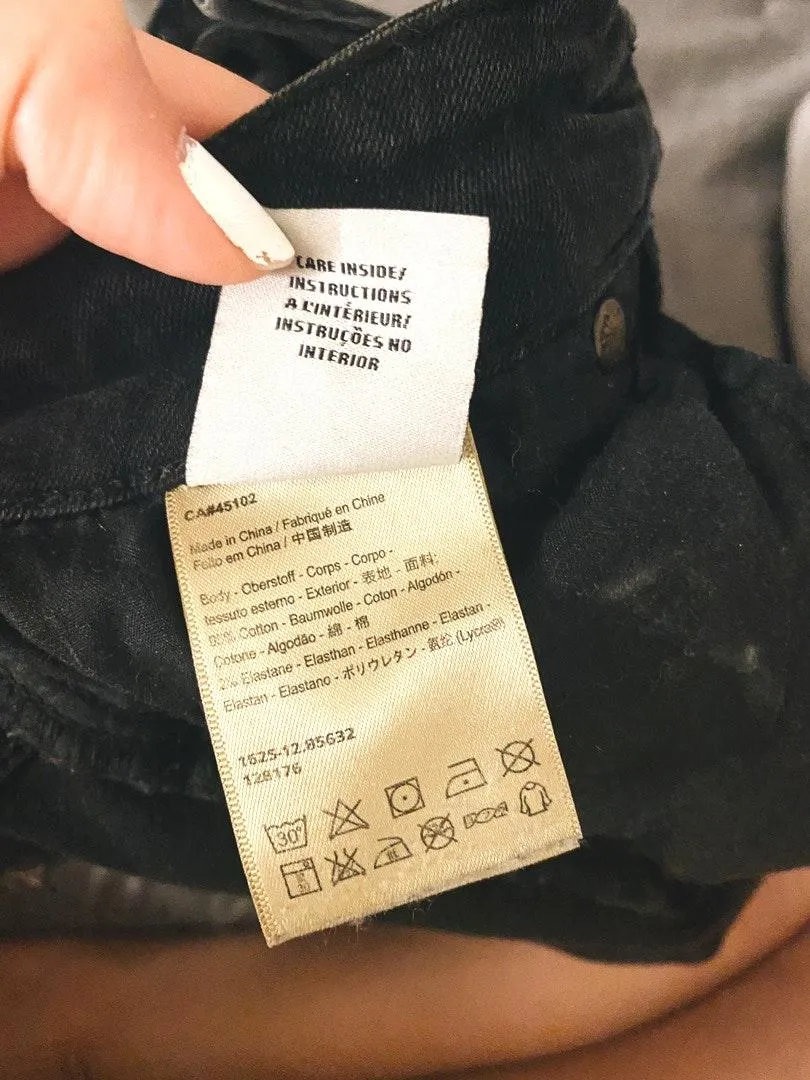 CARE INSIDE/
INSTRUCTIONS
À L'INTÉRIEUR/
INSTRUÇÕES NO
INTERIOR
CA#45102
Made in China / Fabriqué en Chine
Feito em China / 中国制造
Body - Oberstoff - Corps - Corpo -
tessuto esterno - Exterior - 表地 - 面料:
Cotton - Baumwolle - Coton - Algodón -
Cotone - Algodão - 綿 - 棉
2% Elastane - Elasthan - Elasthanne - Elastan -
Elastan - Elastano - ポリウレタン - 氨纶 (Lycra®)
1625-12.85632
128176
30°